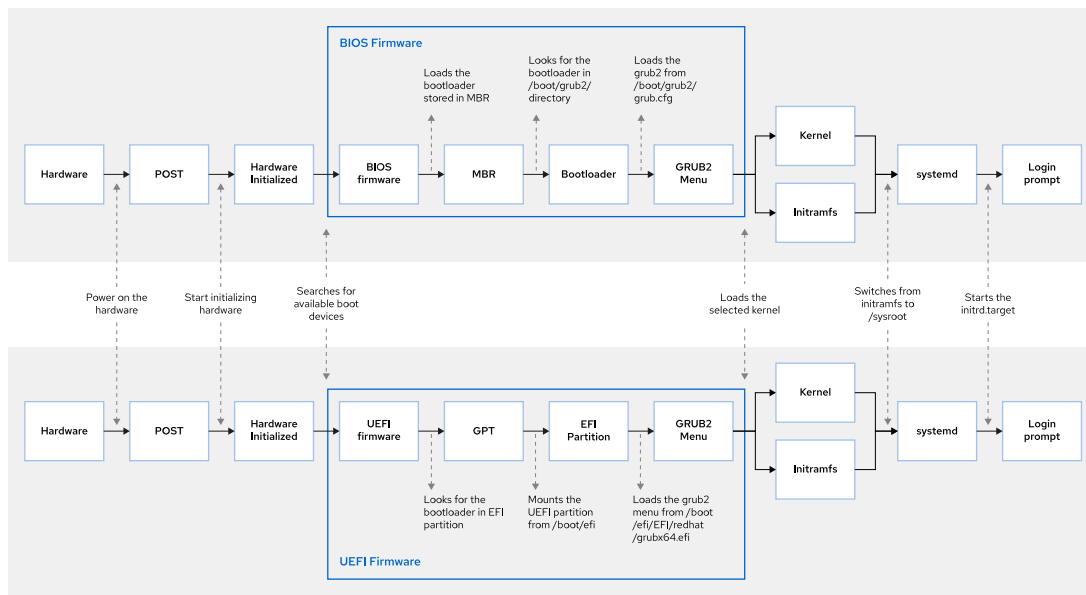 BIOS Firmware
Loads the
bootloader
stored in MBR
Looks for the
bootloader in
/boot/grub2/
directory
Loads the
grub2 from
/boot/grub2/
grub.cfg
Hardware
POST
Hardware
Initialized
BIOS
firmware
MBR
Bootloader
GRUB2
Menu
Kernel
Initramfs
systemd
Login
prompt
Power on the
hardware
Start initializing
hardware
Searches for
available boot
devices
Loads the
selected kernel
Switches from
initramfs to
/sysroot
Starts the
initrd.target
Hardware
POST
Hardware
Initialized
UEFI
firmware
GPT
EFI
Partition
GRUB2
Menu
Kernel
Initramfs
systemd
Login
prompt
Looks for the
bootloader in EFI
partition
Mounts the
UEFI partition
from /boot/efi
Loads the grub2
menu from /boot
/efi/EFI/redhat
/grubx64.efi
UEFI Firmware